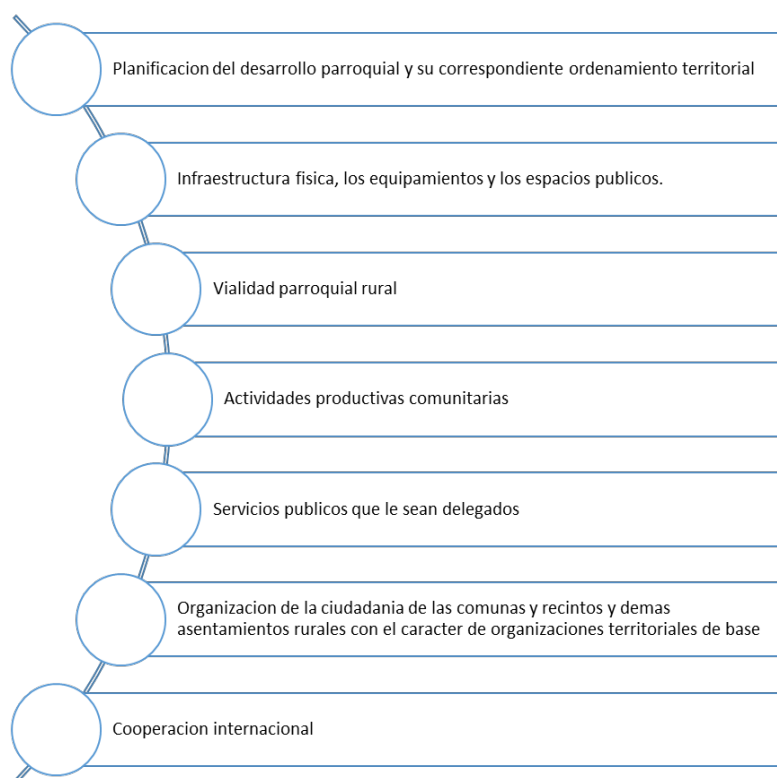 Planificacion del desarrollo parroquial y su correspondiente ordenamiento territorial
Infraestructura fisica, los equipamientos y los espacios publicos.
Vialidad parroquial rural
Actividades productivas comunitarias
Servicios publicos que le sean delegados
Organizacion de la ciudadania de las comunas y recintos y demas
asentamientos rurales con el caracter de organizaciones territoriales de base
Cooperacion internacional